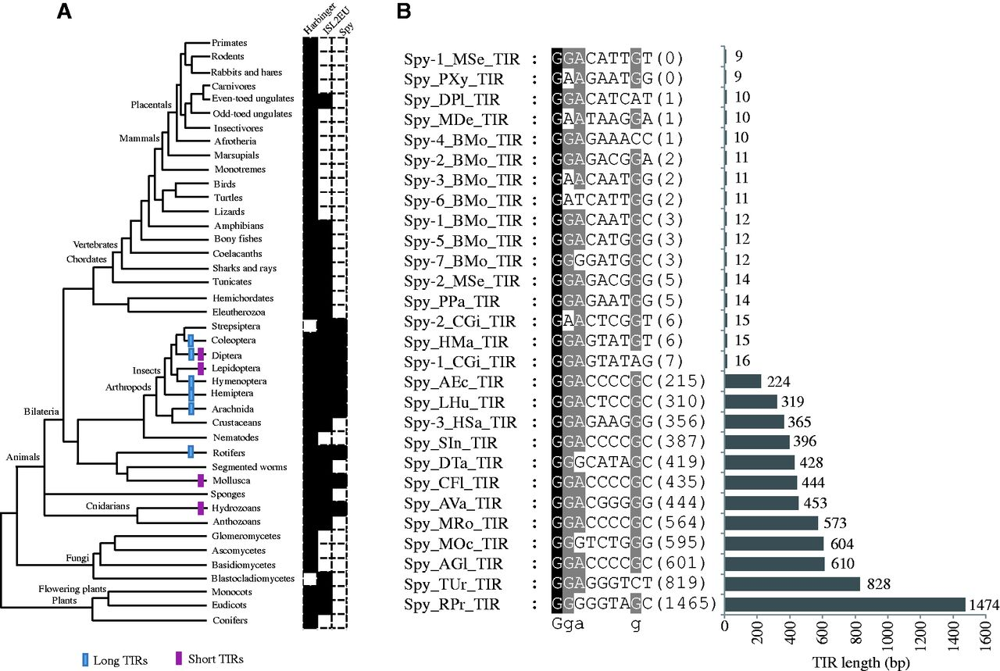 A
Harbinger
ISL2EU
Spy
Primates
Rodents
Rabbits and hares
Carnivores
Even-toed ungulates
Odd-toed ungulates
Insectivores
Afrotheria
Marsupials
Monotremes
Birds
Turtles
Lizards
Amphibians
Bony fishes
Coelacanths
Sharks and rays
Tunicates
Hemichordates
Eleutherozoa
Strepsiptera
Coleoptera
Diptera
Lepidoptera
Hymenoptera
Hemiptera
Arachnida
Crustaceans
Nematodes
Rotifers
Segmented worms
Mollusca
Sponges
Hydrozoans
Anthozoans
Glomeromycetes
Ascomycetes
Basidiomycetes
Blastocladiomycetes
Monocots
Eudicots
Conifers
Placentals
Mammals
Vertebrates
Chordates
Insects
Arthropods
Bilateria
Animals
Cnidarians
Fungi
Flowering plants
Plants
Long TIRs
Short TIRs
B
Spy-1_MSe_TIR : GGACATTGT(0) 9
Spy_PXy_TIR : GAAGAATGG(0) 9
Spy_DPl_TIR : GGACATCAT(1) 10
Spy_MDe_TIR : GAATAAGGA(1) 10
Spy-4_BMo_TIR : GGAGAAACC(1) 10
Spy-2_BMo_TIR : GGAGACGGA(2) 11
Spy-3_BMo_TIR : GAACAATGG(2) 11
Spy-6_BMo_TIR : GATCATTGG(2) 11
Spy-1_BMo_TIR : GGACAATGC(3) 12
Spy-5_BMo_TIR : GGACATGGG(3) 12
Spy-7_BMo_TIR : GGGGATGGC(3) 12
Spy-2_MSe_TIR : GGAGACGGG(5) 14
Spy_PPa_TIR : GGAGAATGG(5) 14
Spy-2_CGi_TIR : GAACTCGGT(6) 15
Spy_HMa_TIR : GGAGTATGT(6) 15
Spy-1_CGi_TIR : GGAGTATAG(7) 16
Spy_AEc_TIR : GGACCCCGC(215) 224
Spy_LHu_TIR : GGACTCCGC(310) 319
Spy-3_HSa_TIR : GGAGAAGGG(356) 365
Spy_SIn_TIR : GGACCCCGC(387) 396
Spy_DTa_TIR : GGGCATAGC(419) 428
Spy_CFl_TIR : GGACCCCGC(435) 444
Spy_AVa_TIR : GGACGGGGG(444) 453
Spy_MRo_TIR : GGACCCCGC(564) 573
Spy_MOc_TIR : GGGTCTGGG(595) 604
Spy_AGl_TIR : GGACCCCGC(601) 610
Spy_TUr_TIR : GGAGGGTCT(819) 828
Spy_RPr_TIR : GGGGGTAGC(1465) 1474
Gga g
0 200 400 600 800 1000 1200 1400 1600
TIR length (bp)